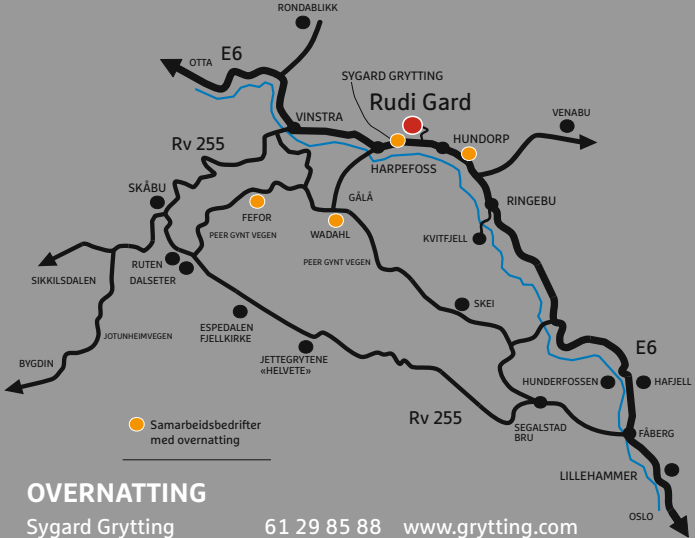 RONDABLIKK
E6
OTTA
SYGARD GRYTTING
Rudi Gard
VENABU
VINSTRA
HUNDORP
Rv 255
HARPEFOSS
SKÅBU
GÅLÅ
RINGEBU
FEFOR
WADAHL
PEER GYNT VEGEN
KVITFJELL
PEER GYNT VEGEN
RUTEN
DALSETER
SIKKILSDALEN
SKEI
ESPEDALEN
FJELLKIRKE
JOTUNHEIMVEGEN
E6
JETTEGRYTENE
«HELVETE»
BYGDIN
HUNDERFOSSEN
HAFJELL
Rv 255
SEGALSTAD
BRU
FÅBERG
Samarbeidsbedrifter
med overnatting
LILLEHAMMER
OSLO
OVERNATTING
Sygard Grytting 61 29 85 88 www.grytting.com